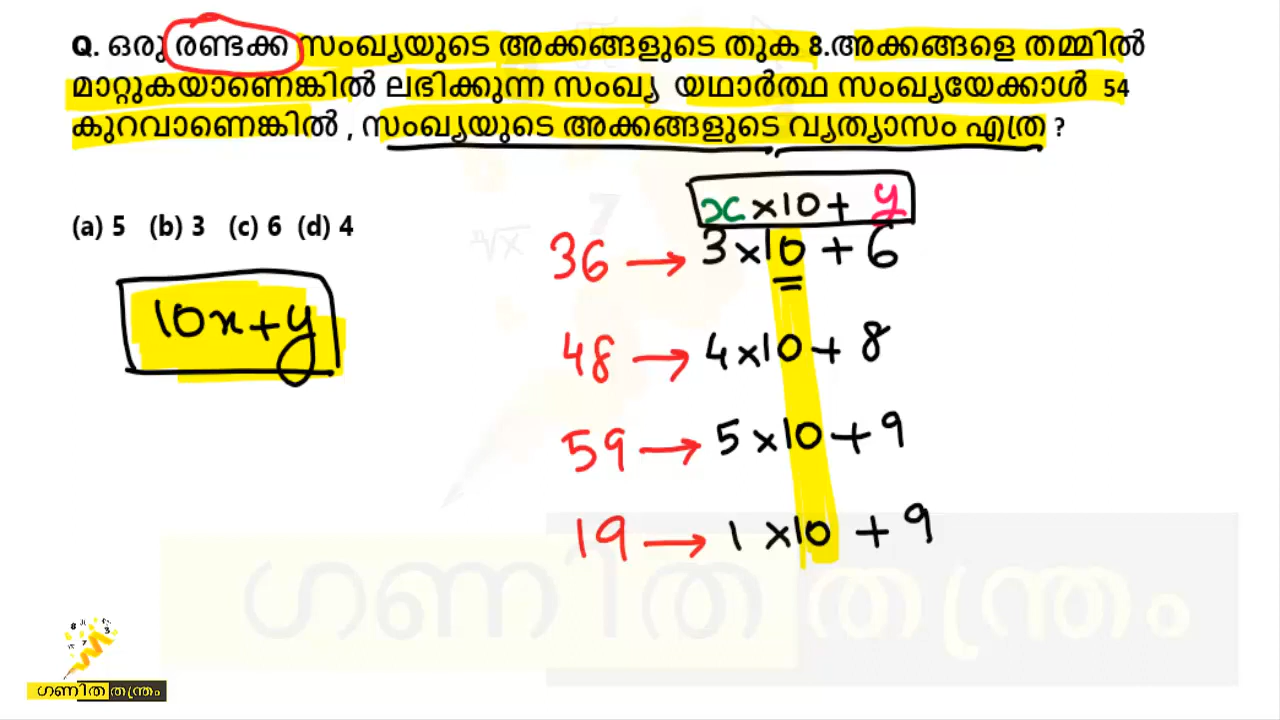 Q. ഒരു രണ്ടക്ക സംഖ്യയുടെ അക്കങ്ങളുടെ തുക 8.അക്കങ്ങളെ തമ്മിൽ
മാറ്റുകയാണെങ്കിൽ ലഭിക്കുന്ന സംഖ്യ യഥാർത്ഥ സംഖ്യയേക്കാൾ 54
കുറവാണെങ്കിൽ , സംഖ്യയുടെ അക്കങ്ങളുടെ വ്യത്യാസം എത്ര ?
x×10+ y
(a) 5 (b) 3 (c) 6 (d) 4
36 → 3×10 + 6
10x+y
48 → 4×10 + 8
59 → 5×10 + 9
19 → 1×10 + 9
ഗണിത തന്ത്രം
ഗണിത തന്ത്രം